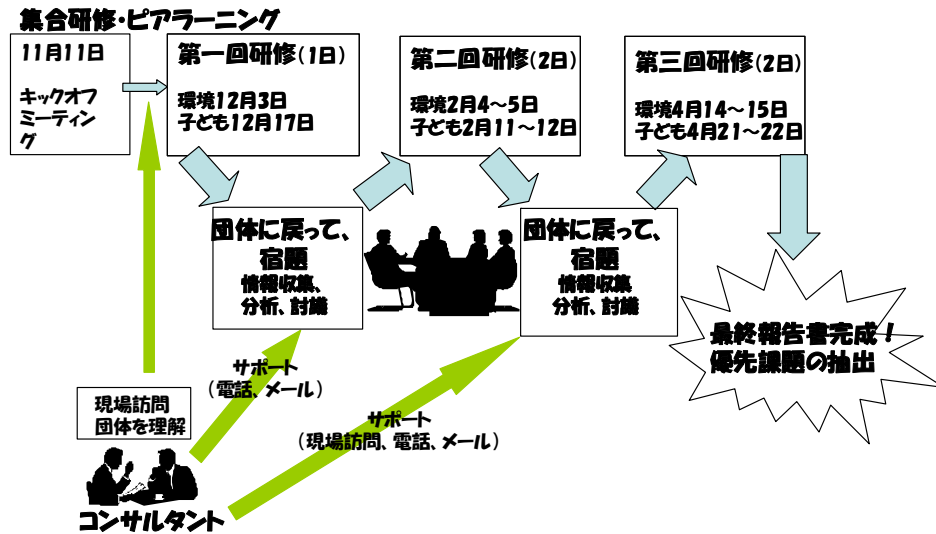 集合研修・ピアラーニング
11月11日
キックオフ
ミーティン
グ
第一回研修(1日)
環境12月3日
子ども12月17日
第二回研修(2日)
環境2月4～5日
子ども2月11～12日
第三回研修(2日)
環境4月14～15日
子ども4月21～22日
団体に戻って、
宿題
情報収集、
分析、討議
団体に戻って、
宿題
情報収集
分析、討議
最終報告書完成！
優先課題の抽出
サポート
（電話、メール）
サポート
（現場訪問、電話、メール）
現場訪問
団体を理解
コンサルタント